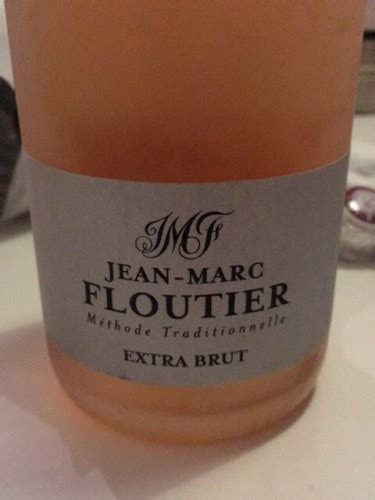 JMF
JEAN-MARC
FLOUTIER
Méthode Traditionnelle
EXTRA BRUT